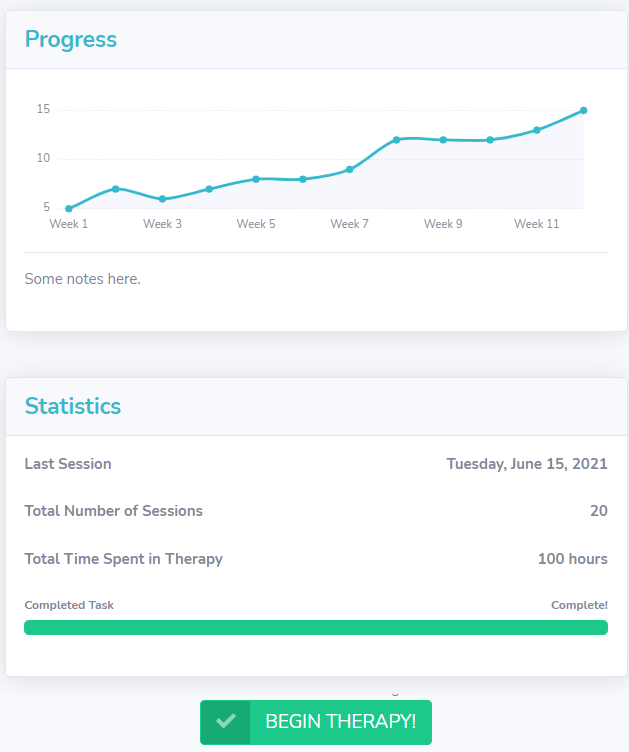 Progress
15
10
5
Week 1 Week 3 Week 5 Week 7 Week 9 Week 11
Some notes here.
Statistics
Last Session Tuesday, June 15, 2021
Total Number of Sessions 20
Total Time Spent in Therapy 100 hours
Completed Task Complete!
BEGIN THERAPY!